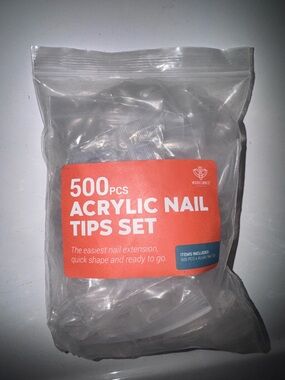 500PCS
ACRYLIC NAIL
TIPS SET
The easiest nail extension,
quick shape and ready to go.
ITEMS INCLUDED